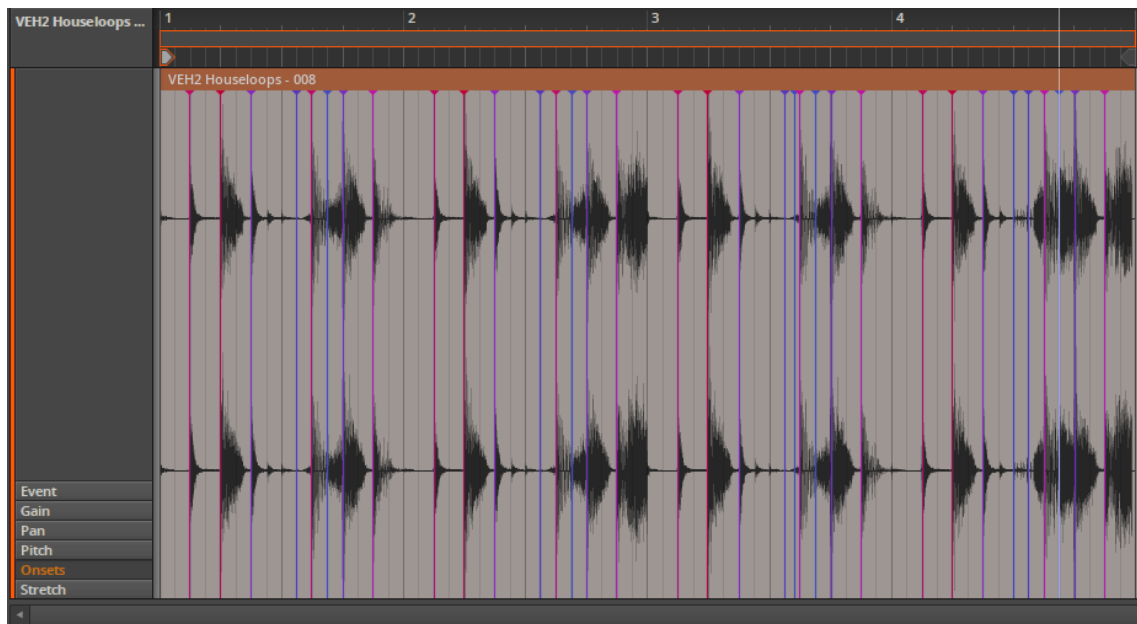 VEH2 Houseloops ...
1 2 3 4
VEH2 Houseloops - 008
Event
Gain
Pan
Pitch
Onsets
Stretch